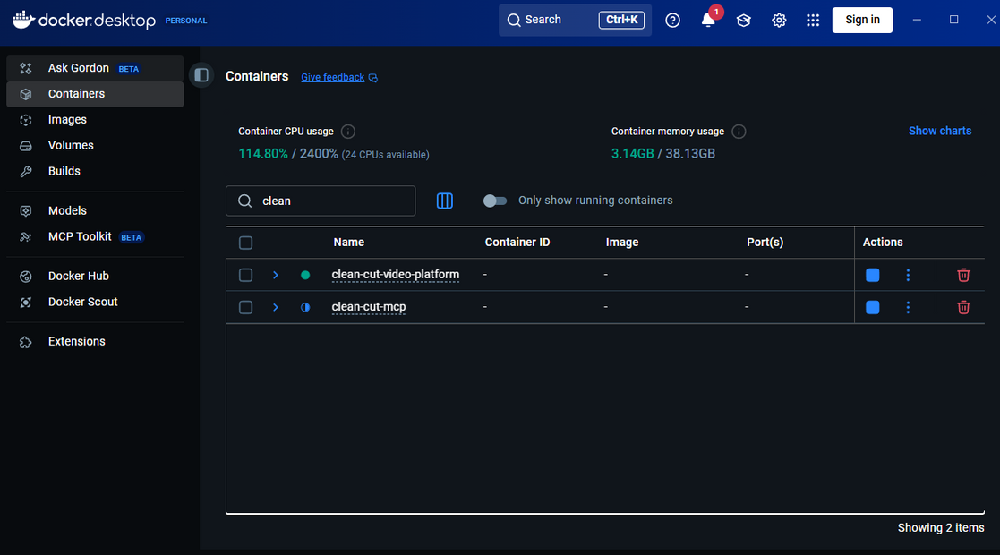 docker.desktop PERSONAL Search Ctrl+K 1 Sign in
Ask Gordon BETA
Containers
Images
Volumes
Builds
Models
MCP Toolkit BETA
Docker Hub
Docker Scout
Extensions
Containers Give feedback
Container CPU usage
114.80% / 2400% (24 CPUs available)
Container memory usage
3.14GB / 38.13GB
Show charts
clean
Only show running containers
Name Container ID Image Port(s) Actions
clean-cut-video-platform - - -
clean-cut-mcp - - -
Showing 2 items